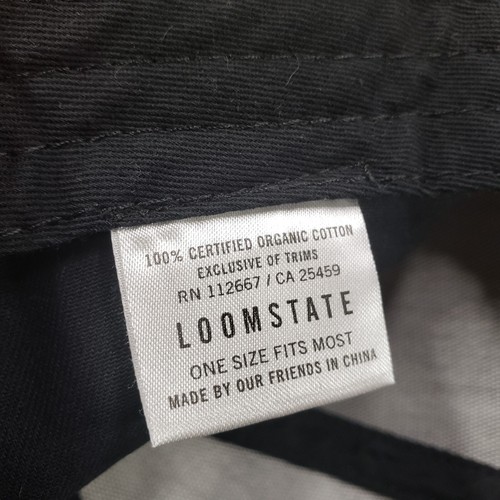 100% CERTIFIED ORGANIC COTTON
EXCLUSIVE OF TRIMS
RN 112667 / CA 25459
LOOMSTATE
ONE SIZE FITS MOST
MADE BY OUR FRIENDS IN CHINA